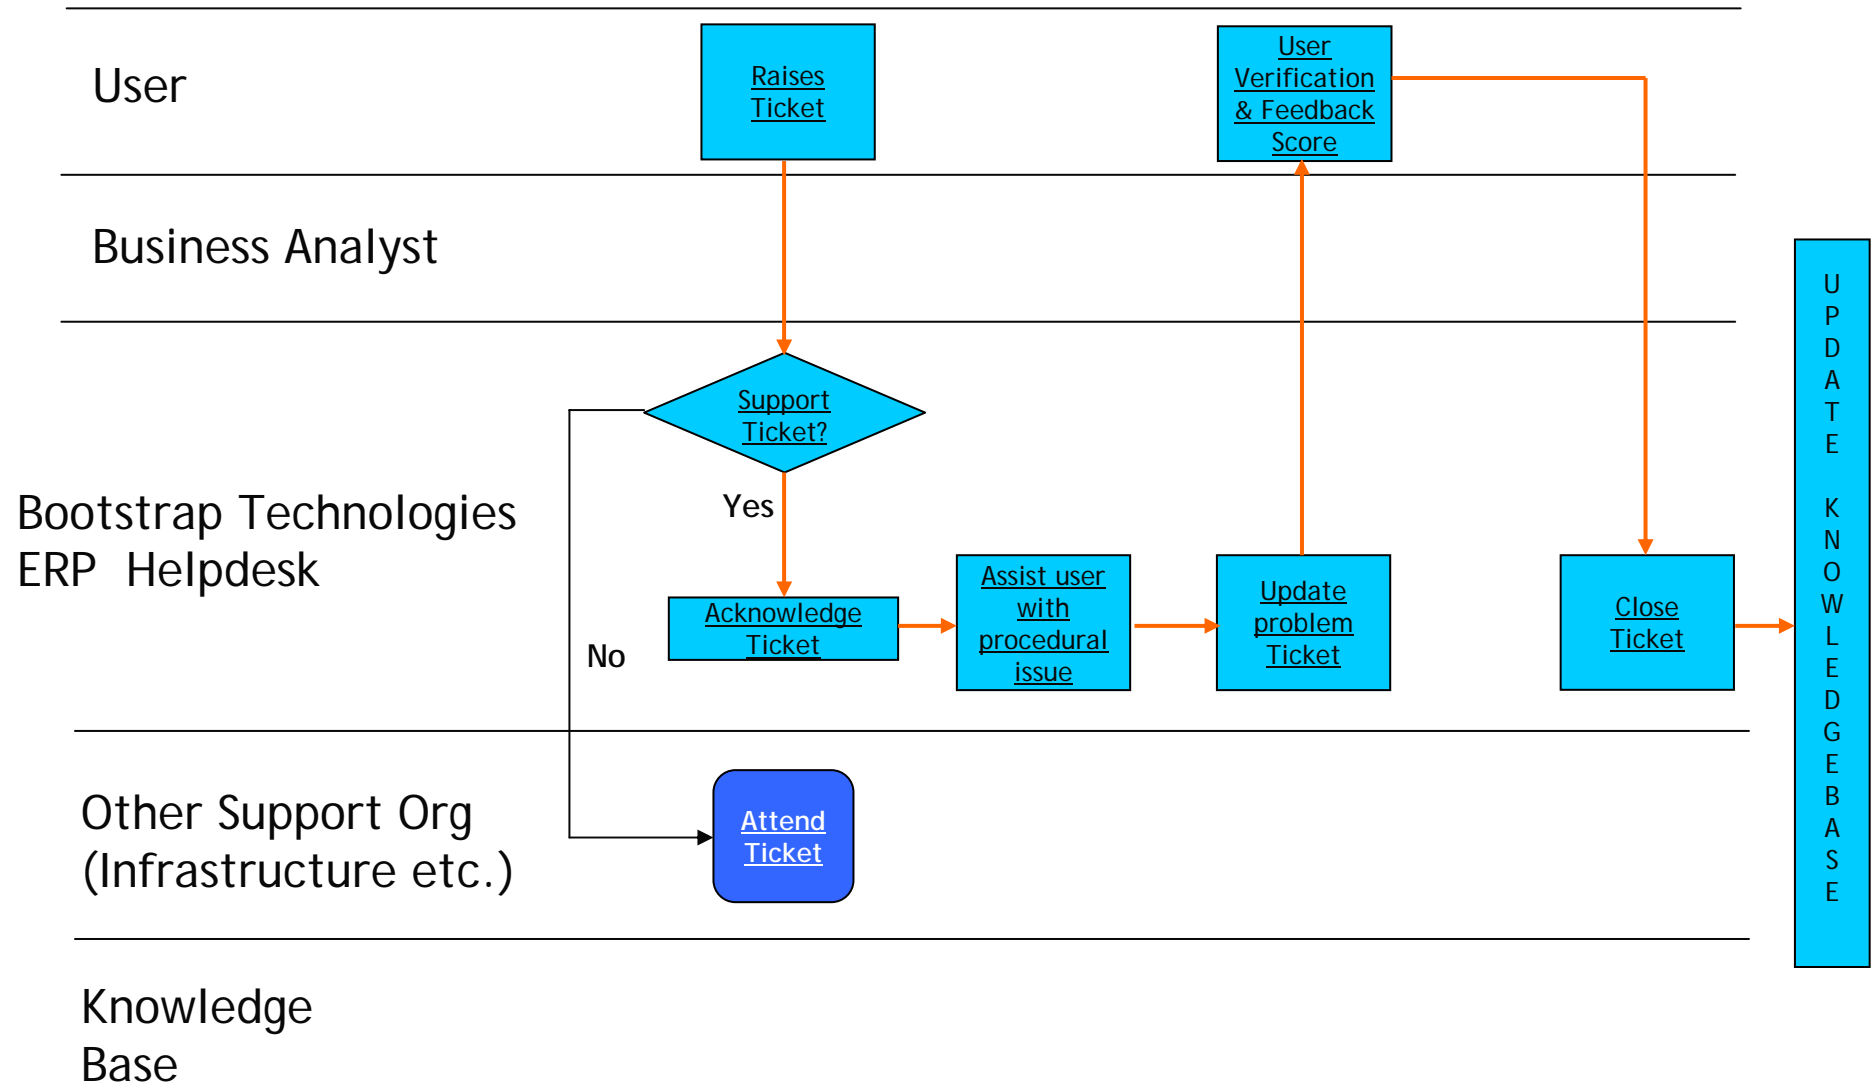 User
Raises
Ticket
User
Verification
& Feedback
Score
Business Analyst
Support
Ticket?
Yes
Bootstrap Technologies
ERP Helpdesk
No
Acknowledge
Ticket
Assist user
with
procedural
issue
Update
problem
Ticket
Close
Ticket
U
P
D
A
T
E
K
N
O
W
L
E
D
G
E
B
A
S
E
Other Support Org
(Infrastructure etc.)
Attend
Ticket
Knowledge
Base